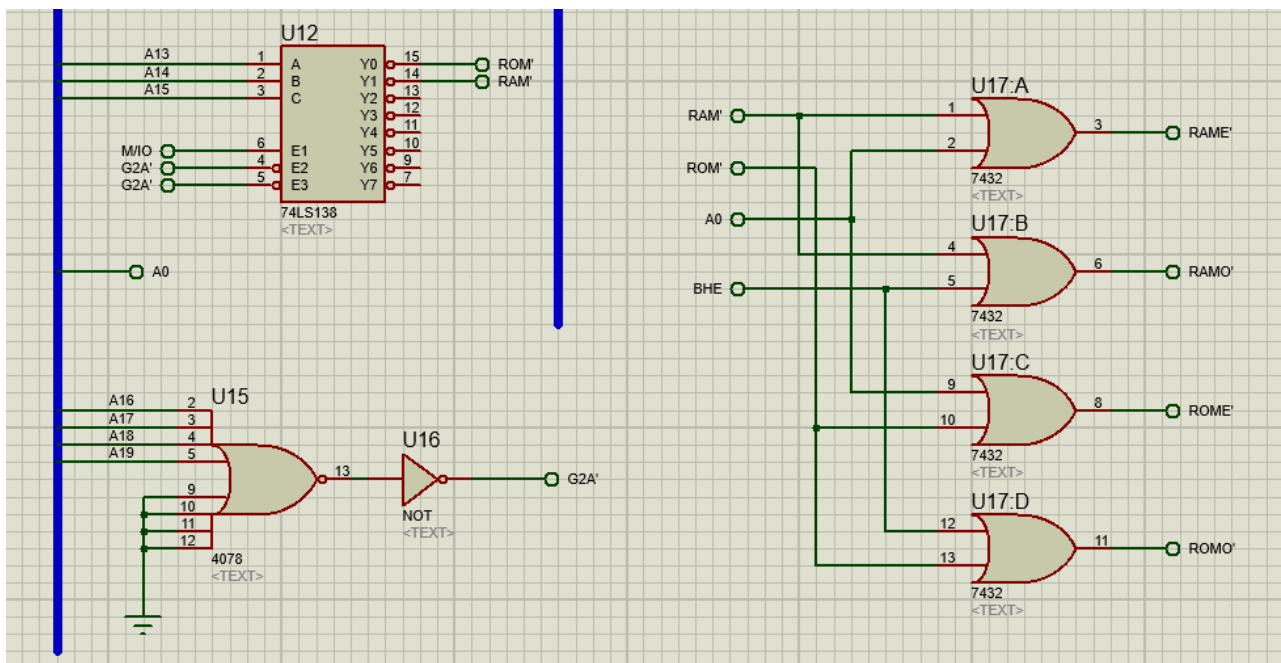 U12
A13 1 A Y0 15 ROM'
A14 2 B Y1 14 RAM'
A15 3 C Y2 13
Y3 12
Y4 11
M/IO 6 E1 Y5 10
G2A' 4 E2 Y6 9
G2A' 5 E3 Y7 7
74LS138
<TEXT>
A0
U15
A16 2
A17 3
A18 4
A19 5
13
9
10
11
12
4078
<TEXT>
U16
NOT
<TEXT>
G2A'
RAM'
ROM'
A0
BHE
U17:A
1
2
3 RAME'
7432
<TEXT>
U17:B
4
5
6 RAMO'
7432
<TEXT>
U17:C
9
10
8 ROME'
7432
<TEXT>
U17:D
12
13
11 ROMO'
7432
<TEXT>